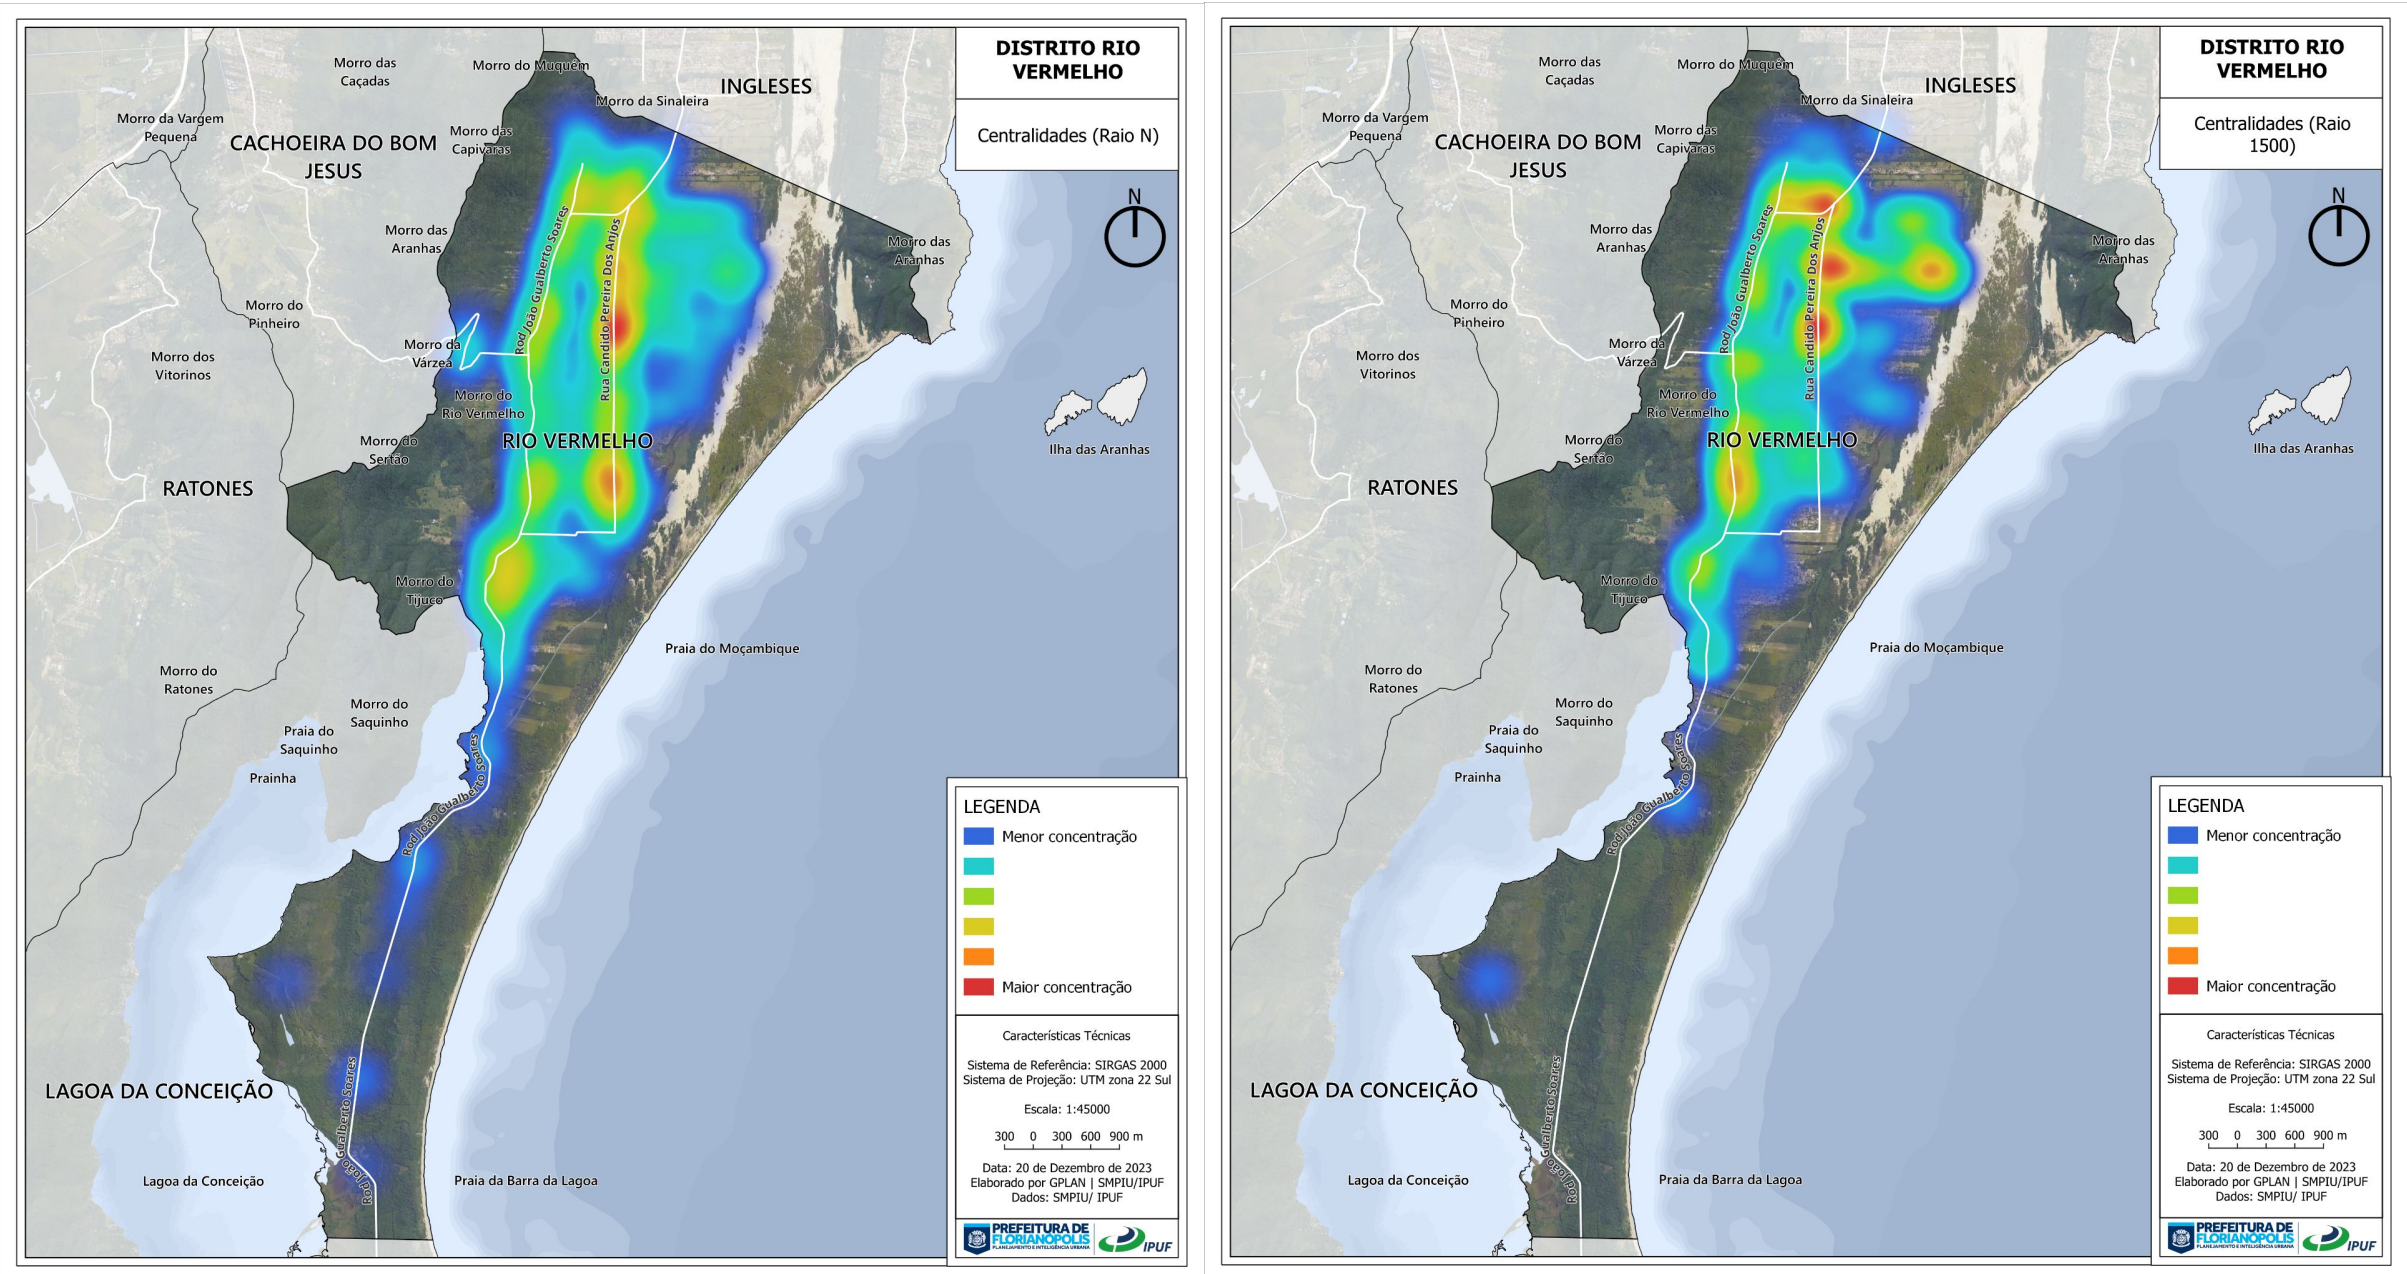 DISTRITO RIO
VERMELHO
Centralidades (Raio N)
N
Morro das
Caçadas
Morro do Muquém
INGLESES
Morro da Sinaleira
Morro da Vargem
Pequena
CACHOEIRA DO BOM
JESUS
Morro das
Capivaras
Morro das
Aranhas
Morro das
Aranhas
Rod João Gualberto Soares
Rua Candido Pereira Dos Anjos
Morro do
Pinheiro
Morro da
Várzea
Morro dos
Vitorinos
Morro do
Rio Vermelho
RIO VERMELHO
Morro do
Sertão
Ilha das Aranhas
RATONES
Morro do
Tijuco
Praia do Moçambique
Morro do
Ratones
Morro do
Saquinho
Praia do
Saquinho
Prainha
Rod João Gualberto Soares
LAGOA DA CONCEIÇÃO
Rod João Gualberto Soares
Lagoa da Conceição
Praia da Barra da Lagoa
LEGENDA
Menor concentração
Maior concentração
Características Técnicas
Sistema de Referência: SIRGAS 2000
Sistema de Projeção: UTM zona 22 Sul
Escala: 1:45000
300 0 300 600 900 m
Data: 20 de Dezembro de 2023
Elaborado por GPLAN | SMPIU/IPUF
Dados: SMPIU/ IPUF
PREFEITURA DE
FLORIANÓPOLIS
PLANEJAMENTO E INTELIGÊNCIA URBANA
IPUF
DISTRITO RIO
VERMELHO
Centralidades (Raio
1500)
N
Morro das
Caçadas
Morro do Muquém
INGLESES
Morro da Sinaleira
Morro da Vargem
Pequena
CACHOEIRA DO BOM
JESUS
Morro das
Capivaras
Morro das
Aranhas
Morro das
Aranhas
Rod João Gualberto Soares
Rua Candido Pereira Dos Anjos
Morro do
Pinheiro
Morro da
Várzea
Morro dos
Vitorinos
Morro do
Rio Vermelho
RIO VERMELHO
Morro do
Sertão
Ilha das Aranhas
RATONES
Morro do
Tijuco
Praia do Moçambique
Morro do
Ratones
Morro do
Saquinho
Praia do
Saquinho
Prainha
Rod João Gualberto Soares
LAGOA DA CONCEIÇÃO
Rod João Gualberto Soares
Lagoa da Conceição
Praia da Barra da Lagoa
LEGENDA
Menor concentração
Maior concentração
Características Técnicas
Sistema de Referência: SIRGAS 2000
Sistema de Projeção: UTM zona 22 Sul
Escala: 1:45000
300 0 300 600 900 m
Data: 20 de Dezembro de 2023
Elaborado por GPLAN | SMPIU/IPUF
Dados: SMPIU/ IPUF
PREFEITURA DE
FLORIANÓPOLIS
PLANEJAMENTO E INTELIGÊNCIA URBANA
IPUF